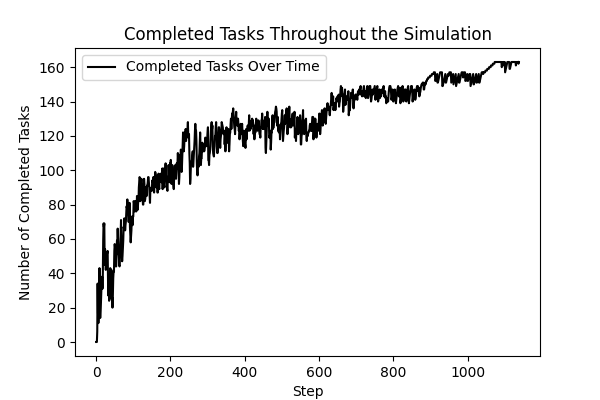 Completed Tasks Throughout the Simulation
Completed Tasks Over Time
Number of Completed Tasks
160
140
120
100
80
60
40
20
0
0 200 400 600 800 1000
Step